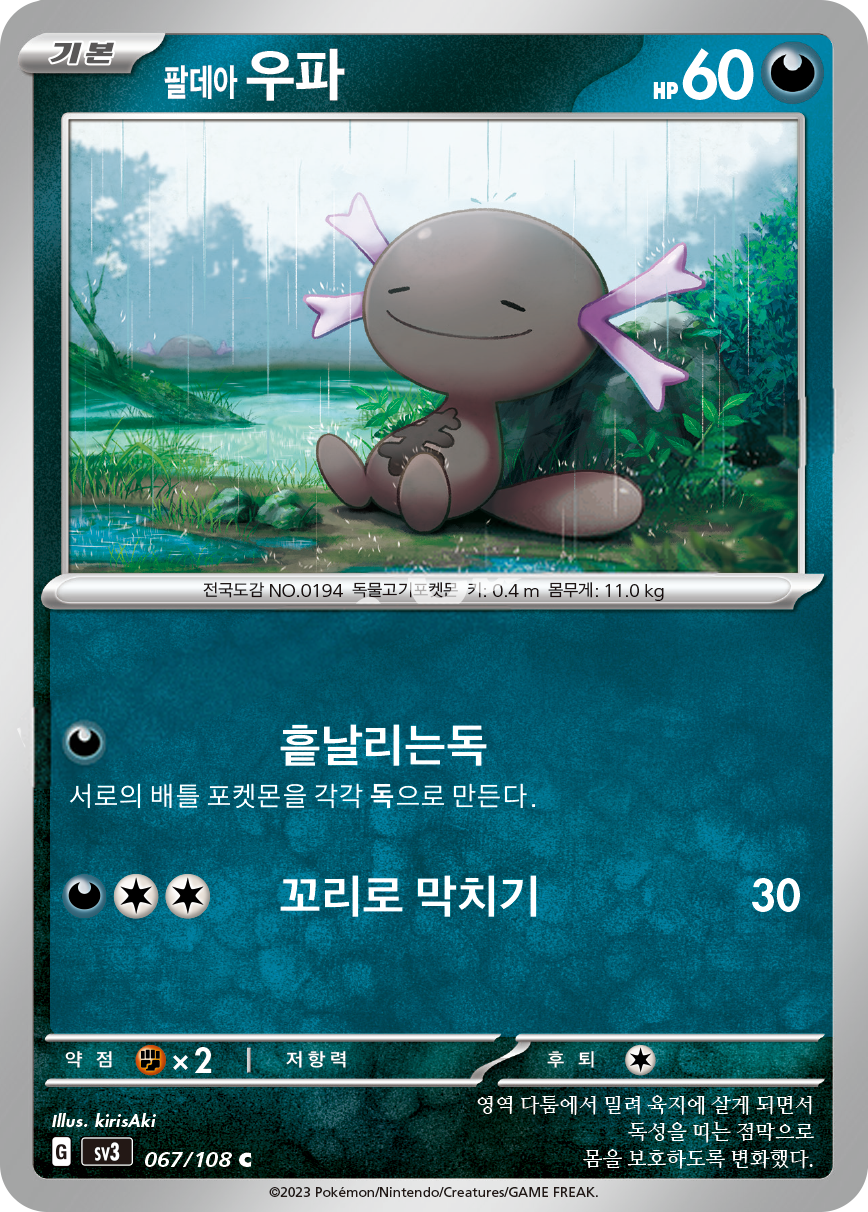 기본
팔데아 우파 HP 60
전국도감 NO.0194 독물고기포켓몬 키: 0.4 m 몸무게: 11.0 kg
흩날리는독
서로의 배틀 포켓몬을 각각 독으로 만든다.
꼬리로 막치기 30
약점 ×2 저항력 후퇴
영역 다툼에서 밀려 육지에 살게 되면서
독성을 띠는 점막으로
몸을 보호하도록 변화했다.
Illus. kirisAki
G sv3 067/108 C
©2023 Pokémon/Nintendo/Creatures/GAME FREAK.